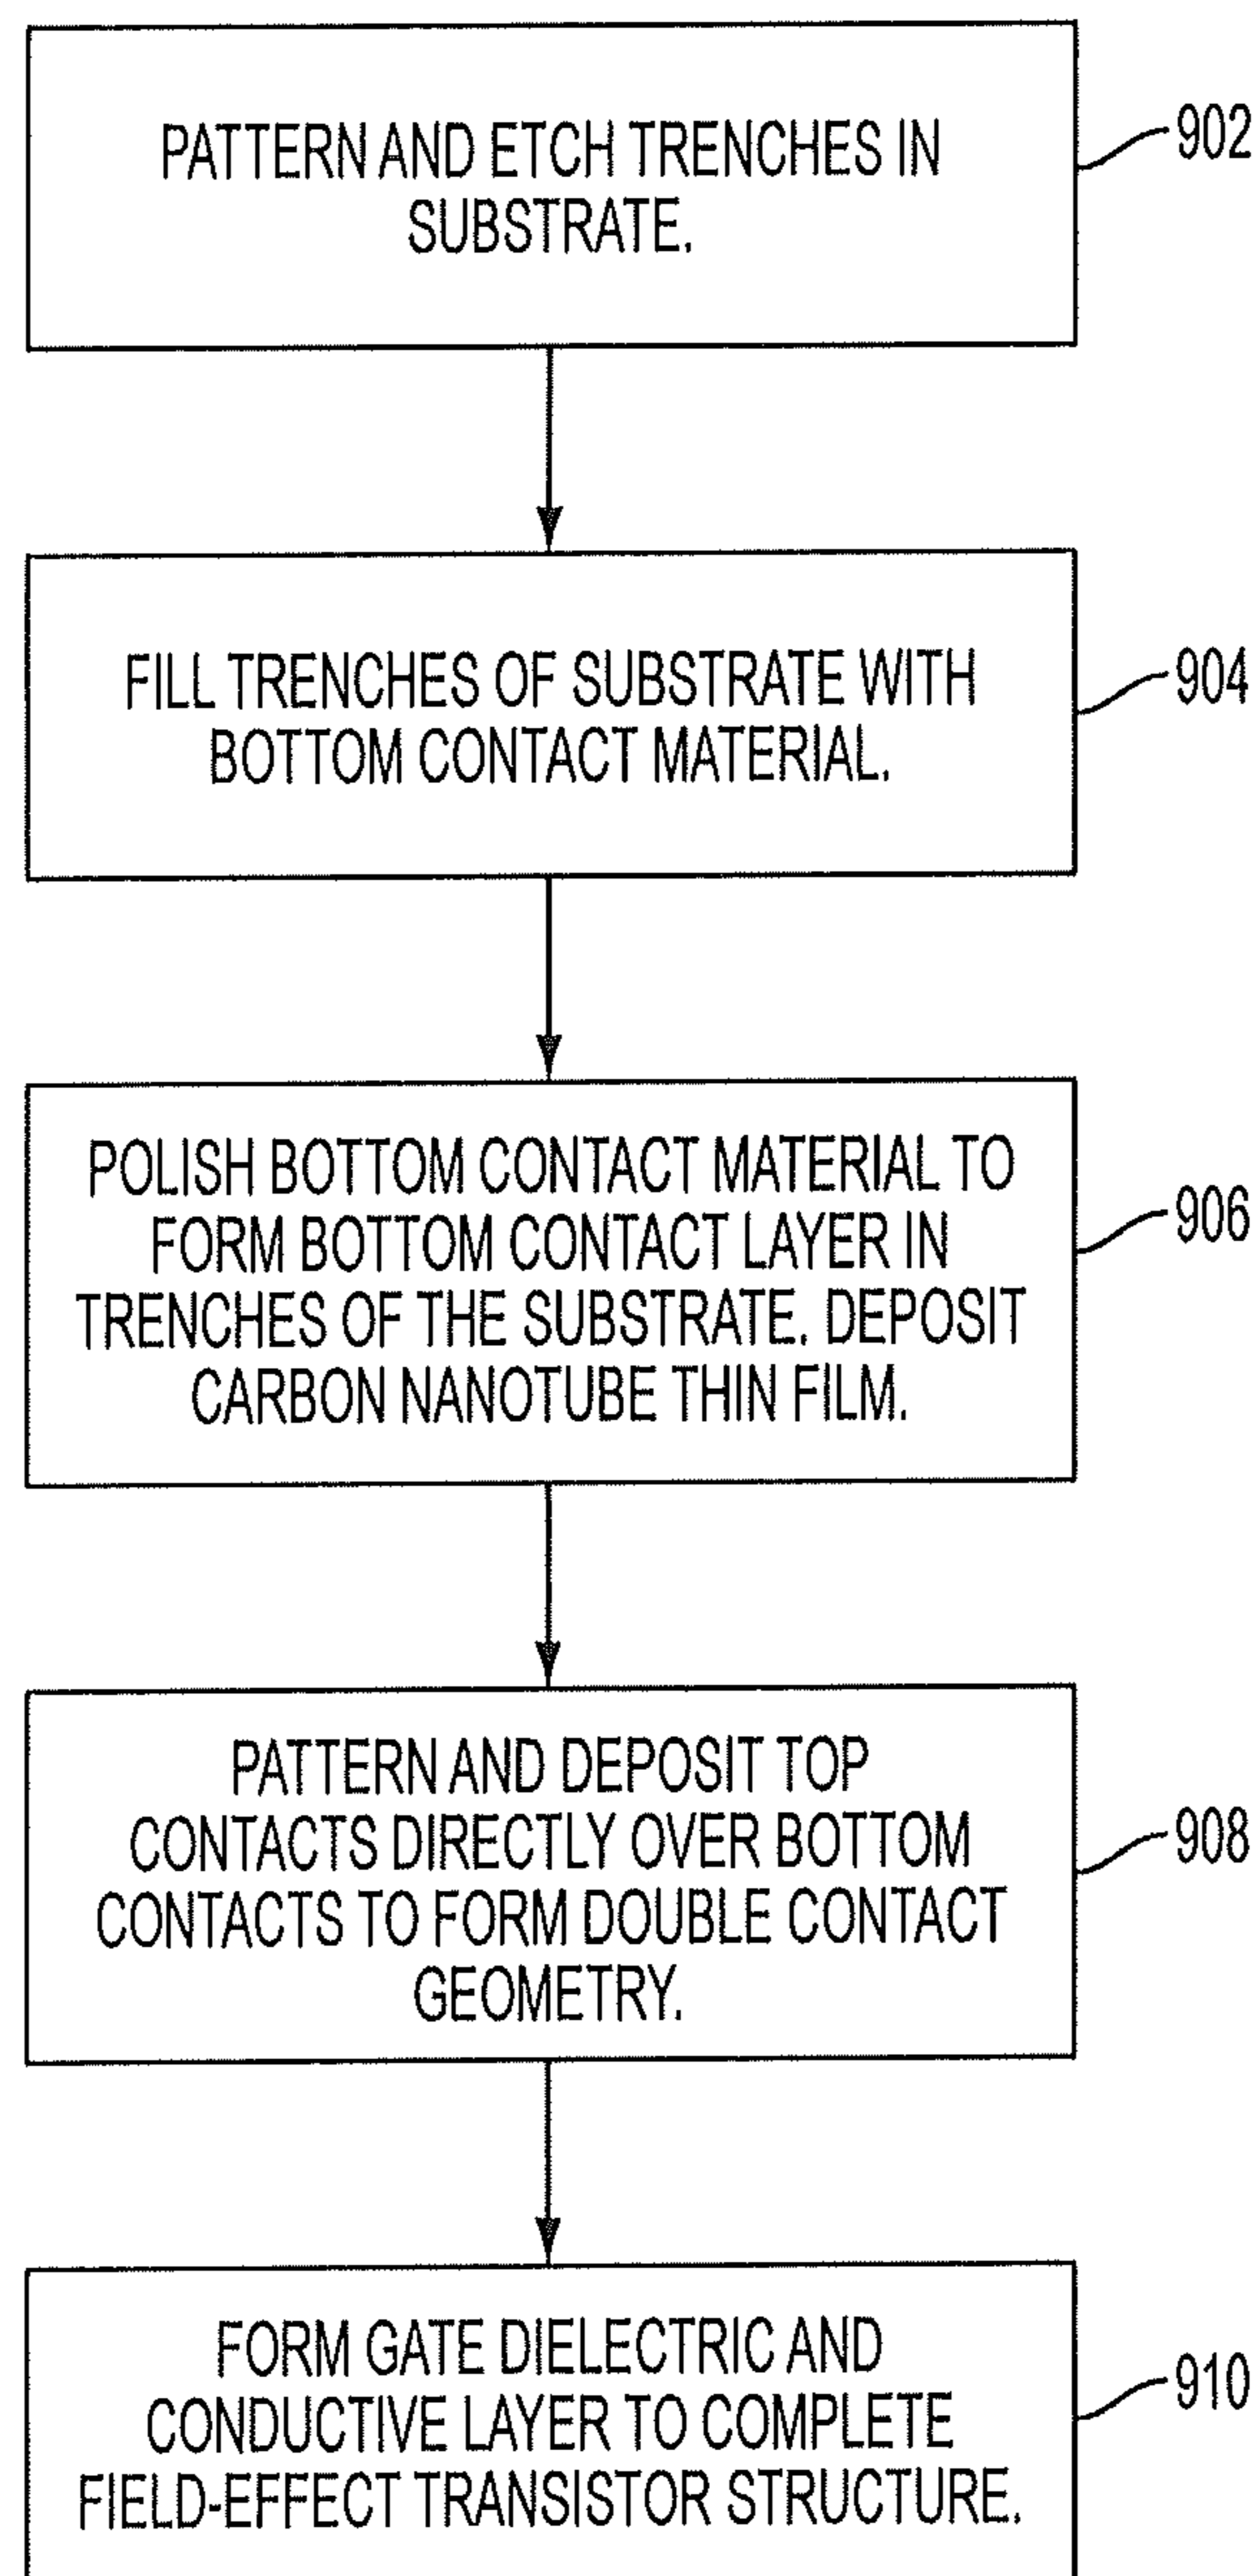 PATTERN AND ETCH TRENCHES IN
SUBSTRATE.
902
FILL TRENCHES OF SUBSTRATE WITH
BOTTOM CONTACT MATERIAL.
904
POLISH BOTTOM CONTACT MATERIAL TO
FORM BOTTOM CONTACT LAYER IN
TRENCHES OF THE SUBSTRATE. DEPOSIT
CARBON NANOTUBE THIN FILM.
906
PATTERN AND DEPOSIT TOP
CONTACTS DIRECTLY OVER BOTTOM
CONTACTS TO FORM DOUBLE CONTACT
GEOMETRY.
908
FORM GATE DIELECTRIC AND
CONDUCTIVE LAYER TO COMPLETE
FIELD-EFFECT TRANSISTOR STRUCTURE.
910